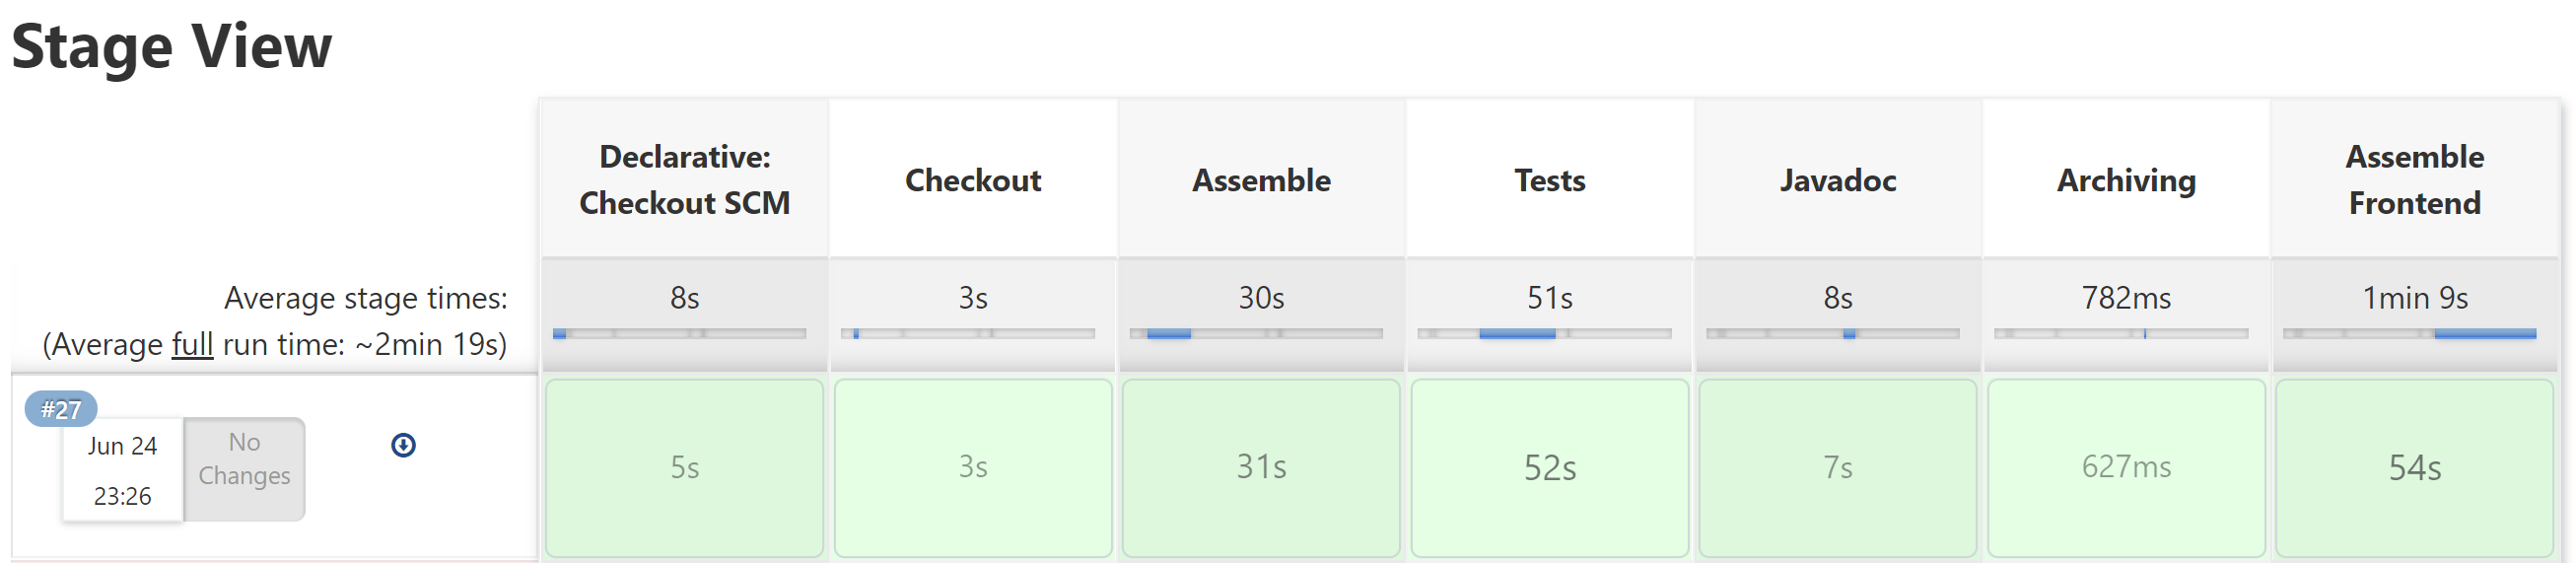 Stage View
Declarative:
Checkout SCM
Checkout
Assemble
Tests
Javadoc
Archiving
Assemble
Frontend
Average stage times:
(Average full run time: ~2min 19s)
8s
3s
30s
51s
8s
782ms
1min 9s
#27
Jun 24
23:26
No
Changes
5s
3s
31s
52s
7s
627ms
54s